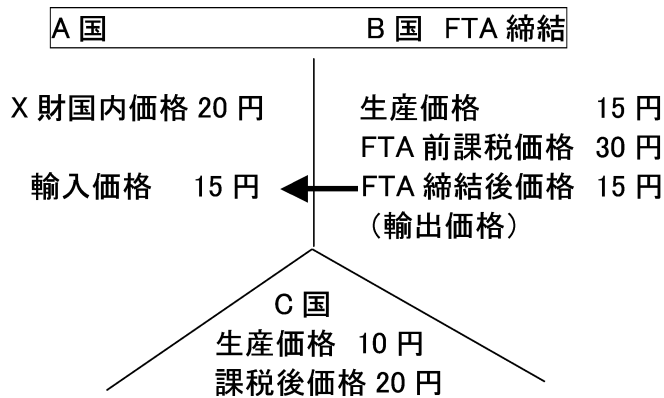 A国 B国 FTA締結
X財国内価格20円 生産価格 15円
FTA前課税価格 30円
輸入価格 15円 FTA締結後価格 15円
(輸出価格)
C国
生産価格 10円
課税後価格20円